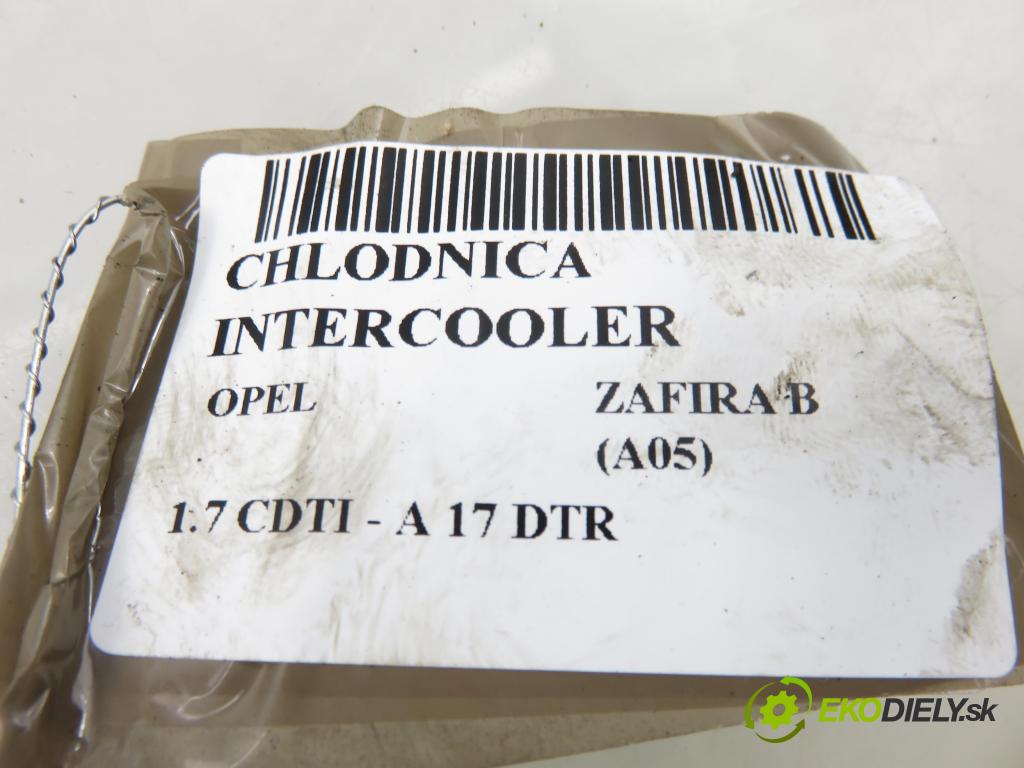 CHLODNICA
INTERCOOLER
OPEL ZAFIRA B
(A05)
1.7 CDTI - A 17 DTR
EKODIELY.sk